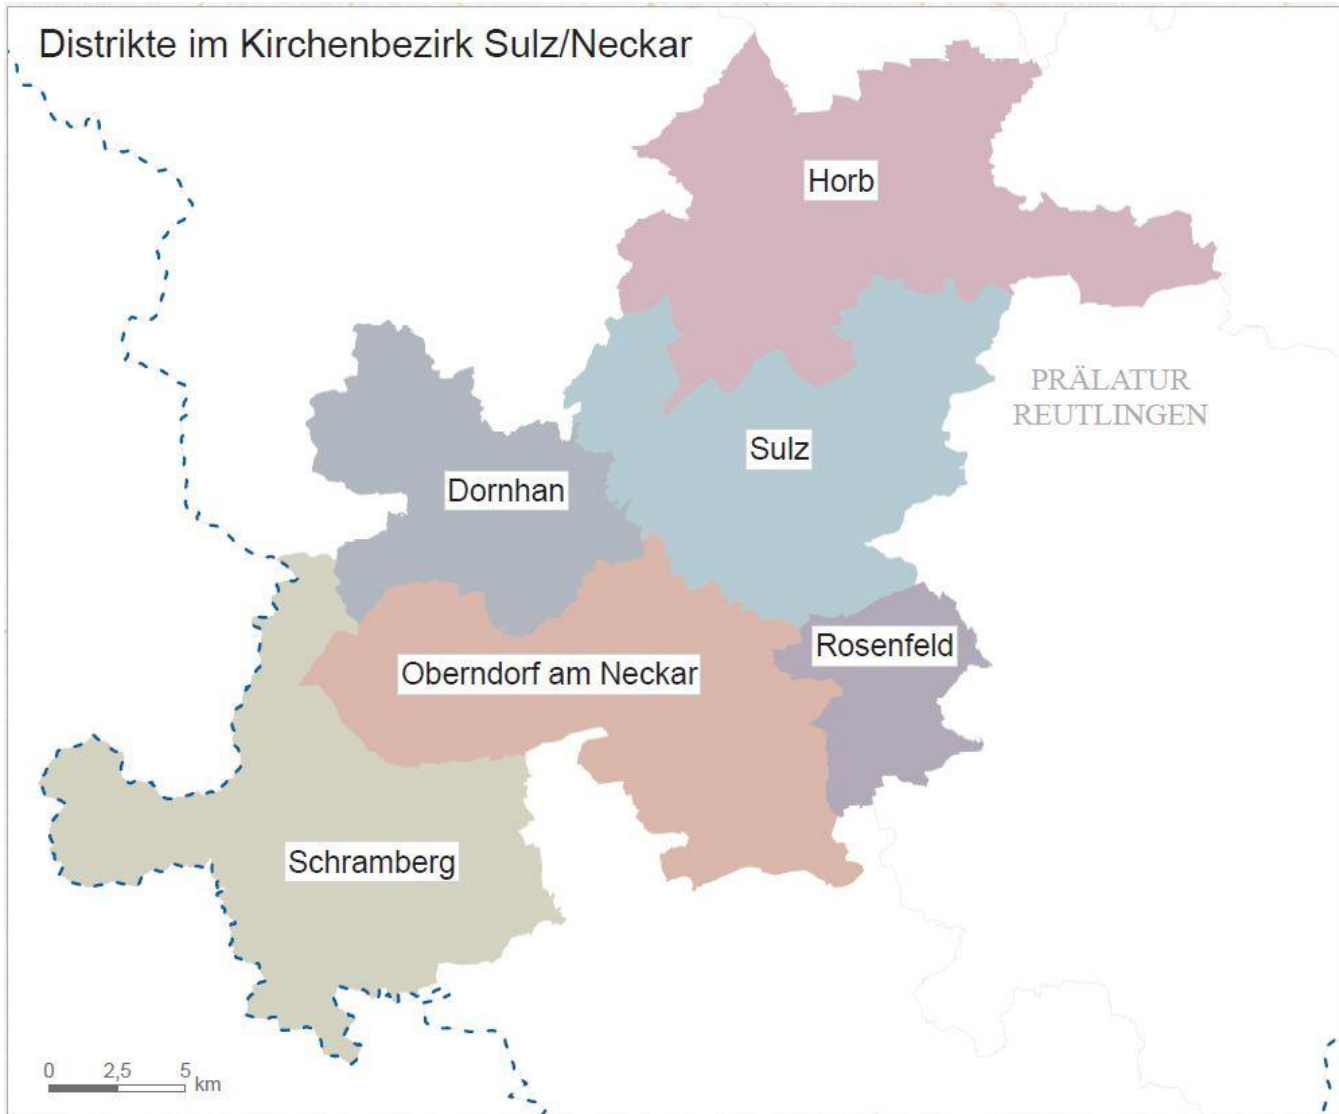 Distrikte im Kirchenbezirk Sulz/Neckar
Horb
PRÄLATUR
REUTLINGEN
Sulz
Dornhan
Rosenfeld
Oberndorf am Neckar
Schramberg
0 2,5 5
km